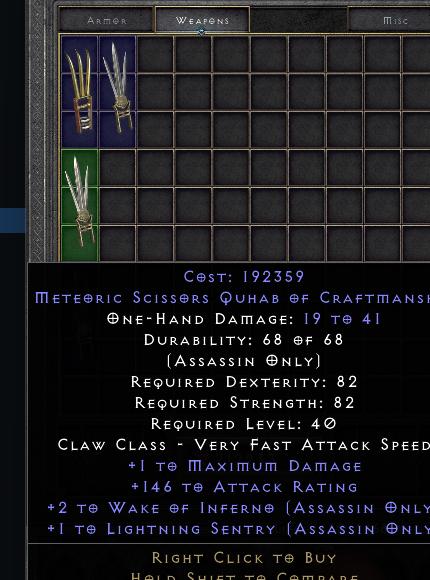 Armor
Weapons
Misc
Cost: 192359
Meteoric Scissors Quhab of Craftmansh
One-Hand Damage: 19 to 41
Durability: 68 of 68
(Assassin Only)
Required Dexterity: 82
Required Strength: 82
Required Level: 40
Claw Class - Very Fast Attack Speed
+1 to Maximum Damage
+146 to Attack Rating
+2 to Wake of Inferno (Assassin Only
+1 to Lightning Sentry (Assassin Only
Right Click to Buy
Hold Shift to Compare